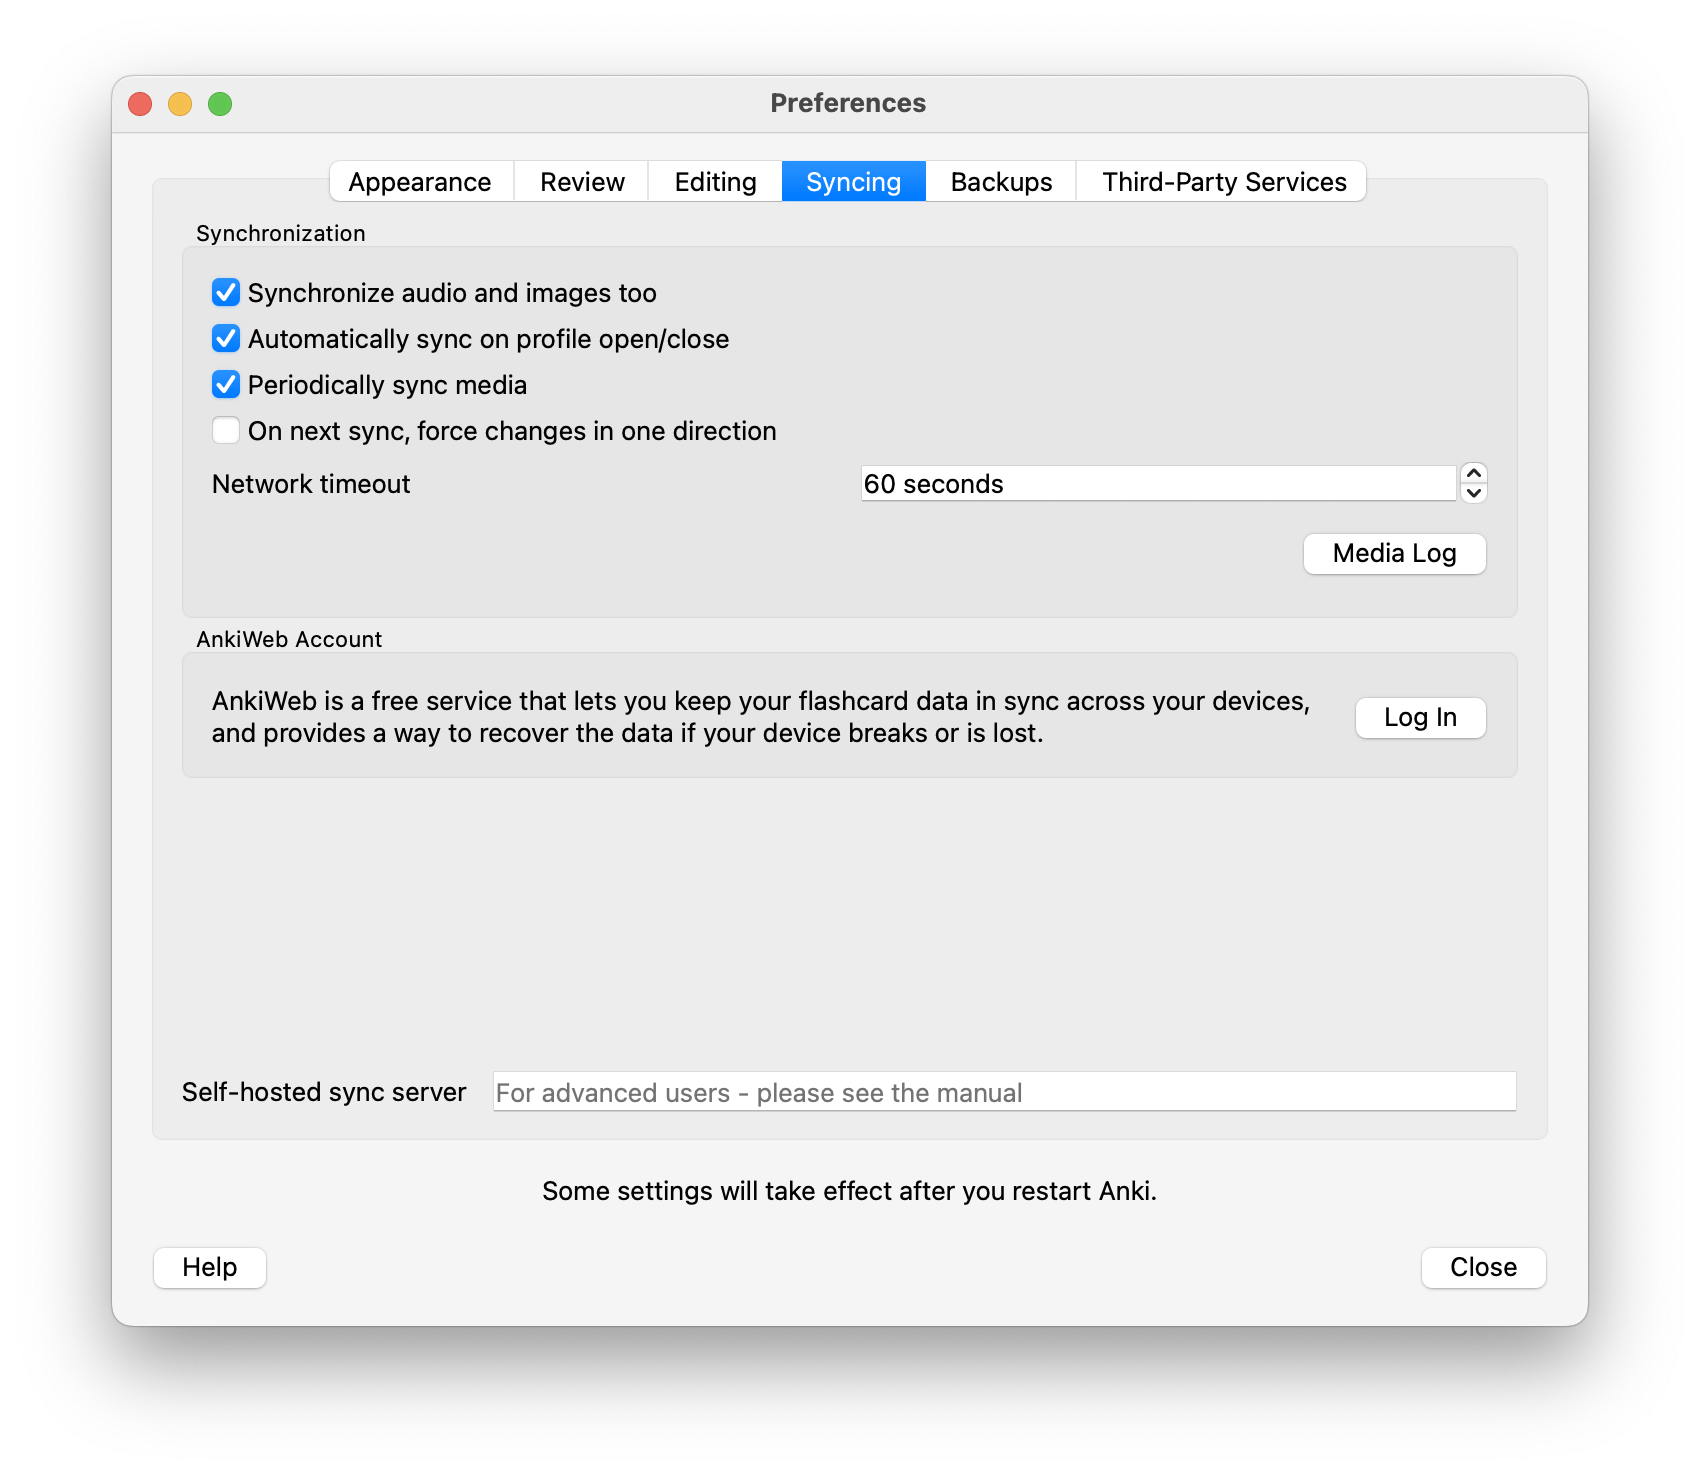 Preferences
Appearance Review Editing Syncing Backups Third-Party Services
Synchronization
Synchronize audio and images too
Automatically sync on profile open/close
Periodically sync media
On next sync, force changes in one direction
Network timeout 60 seconds
Media Log
AnkiWeb Account
AnkiWeb is a free service that lets you keep your flashcard data in sync across your devices,
and provides a way to recover the data if your device breaks or is lost.
Log In
Self-hosted sync server For advanced users - please see the manual
Some settings will take effect after you restart Anki.
Help Close